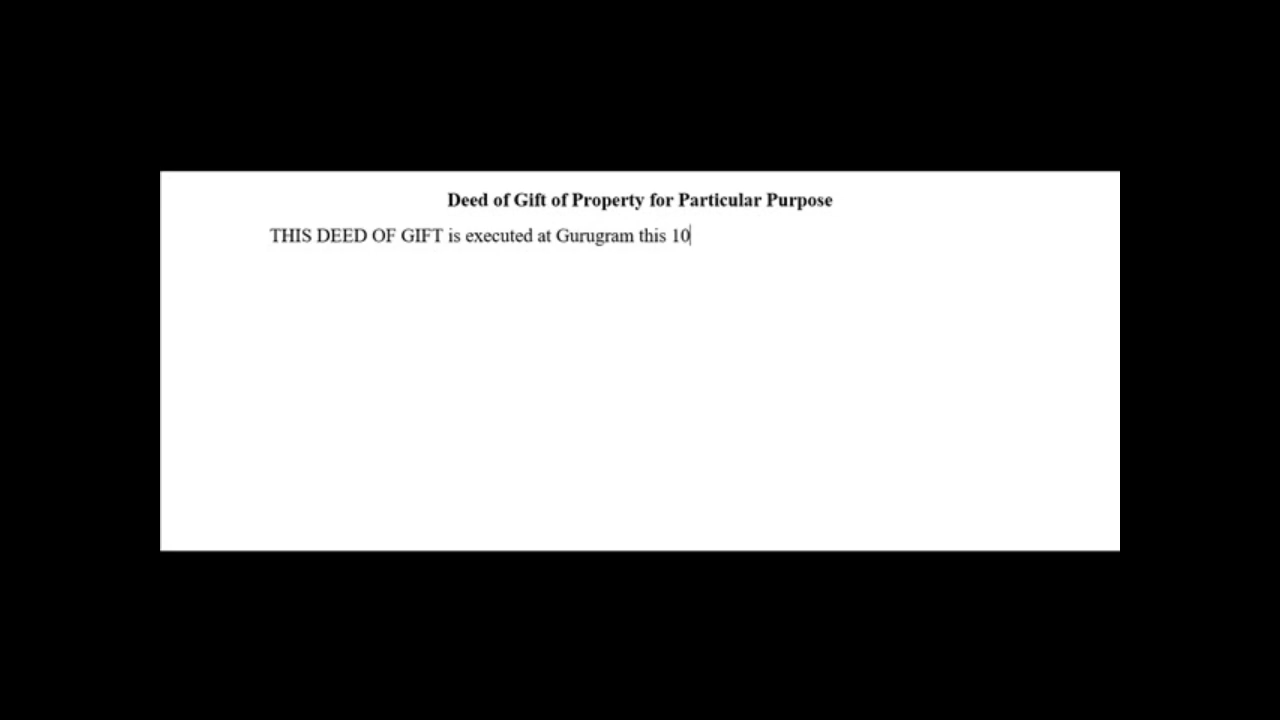 Deed of Gift of Property for Particular Purpose
THIS DEED OF GIFT is executed at Gurugram this 10